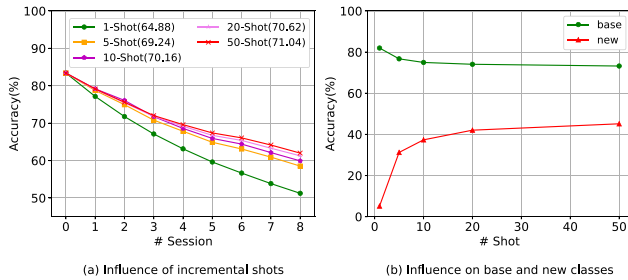 100
90
80
70
60
50
Accuracy(%)
1-Shot(64.88)
5-Shot(69.24)
10-Shot(70.16)
20-Shot(70.62)
50-Shot(71.04)
0 1 2 3 4 5 6 7 8
# Session
(a) Influence of incremental shots
100
80
60
40
20
0
Accuracy(%)
base
new
0 10 20 30 40 50
# Shot
(b) Influence on base and new classes